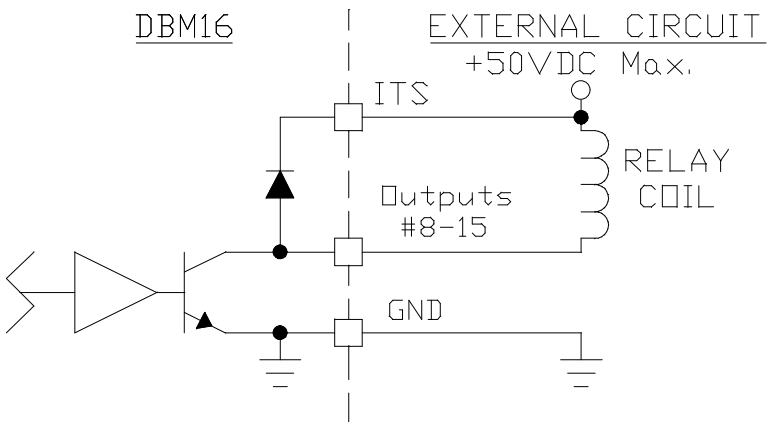 DBM16
EXTERNAL CIRCUIT
+50VDC Max.
ITS
RELAY
COIL
Outputs
#8-15
GND